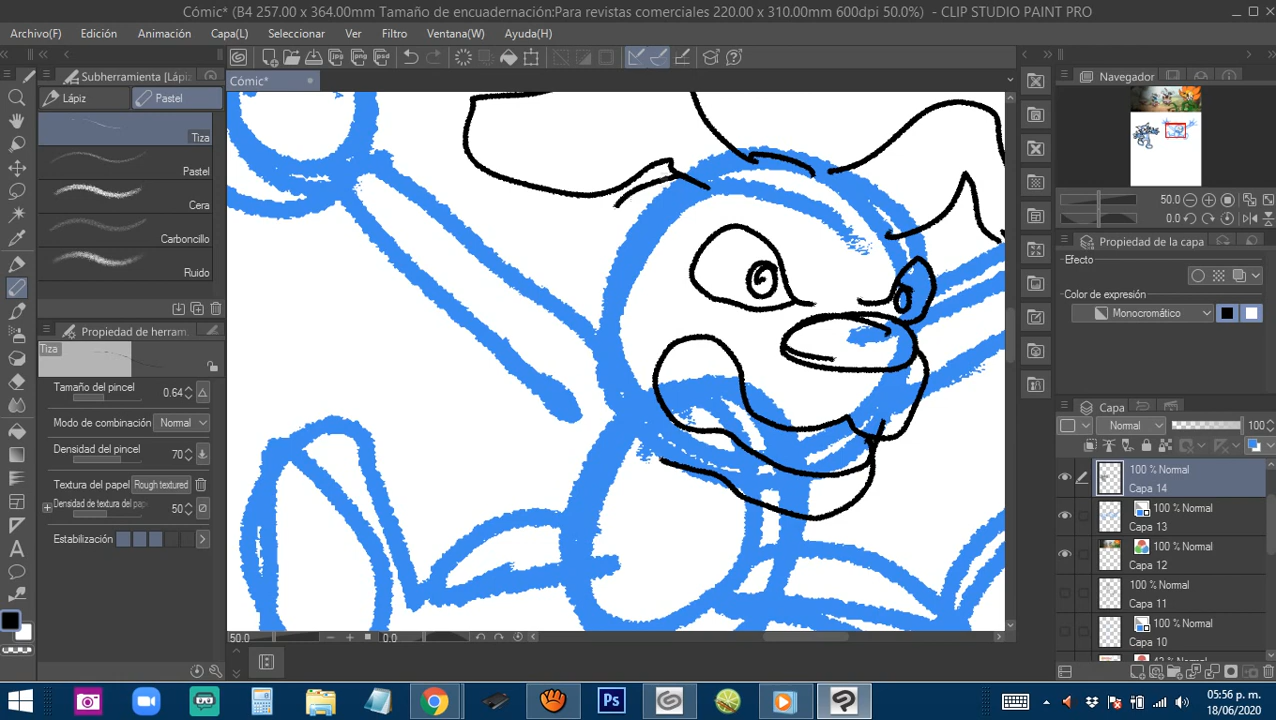 Cómic* (B4 257.00 x 364.00mm Tamaño de encuadernación:Para revistas comerciales 220.00 x 310.00mm 600dpi 50.0%) - CLIP STUDIO PAINT PRO
Archivo(F) Edición Animación Capa(L) Seleccionar Ver Filtro Ventana(W) Ayuda(H)
Subherramienta (Lápiz
Cómic*
Navegador
Lápiz Pastel
Tiza
Pastel
Cera
Carboncillo
Ruido
50.0
0.0
Propiedad de la capa
Efecto
Color de expresión
Monocromático
Propiedad de herram
Tiza
Tamaño del pincel 0.64
Modo de combinación Normal
Densidad del pincel 70
Textura del papel Rough textured
Densidad de textura del pap 50
Estabilización
Capa
Normal 100
100 % Normal
Capa 14
100 % Normal
Capa 13
100 % Normal
Capa 12
100 % Normal
Capa 11
100 % Normal
Capa 10
50.0 0.0
Ps
05:56 p. m.
18/06/2020